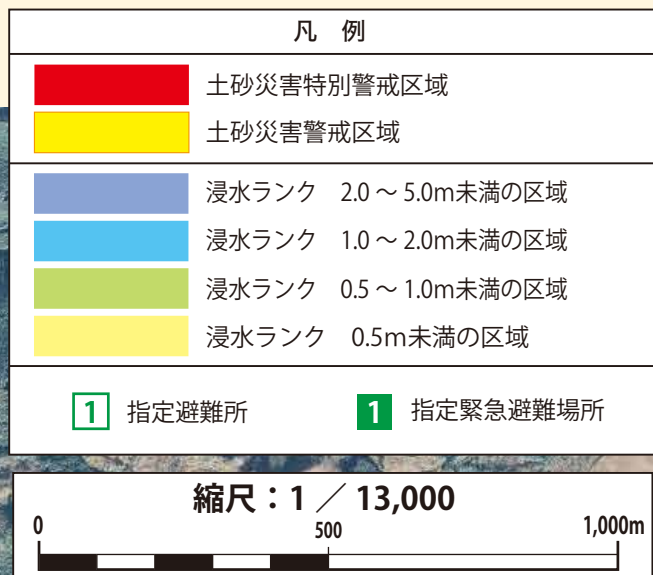 凡 例
土砂災害特別警戒区域
土砂災害警戒区域
浸水ランク 2.0～5.0m未満の区域
浸水ランク 1.0～2.0m未満の区域
浸水ランク 0.5～1.0m未満の区域
浸水ランク 0.5m未満の区域
1 指定避難所 1 指定緊急避難場所
縮尺：1／13,000
0 500 1,000m